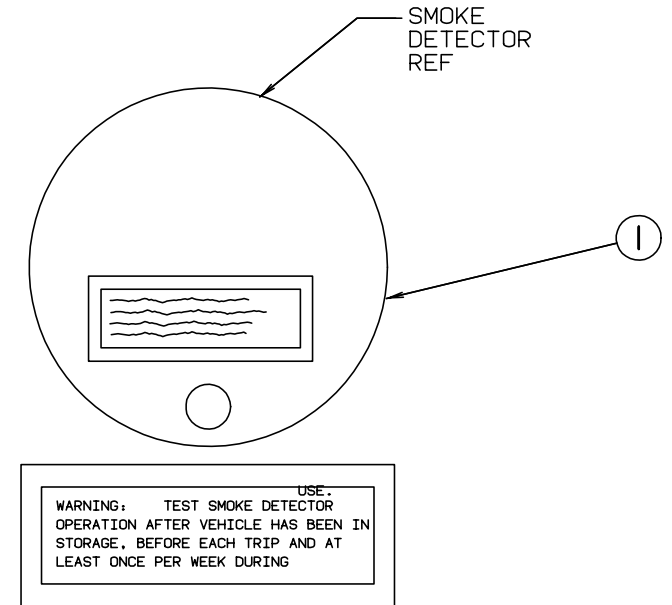 SMOKE
DETECTOR
REF
1
USE.
WARNING: TEST SMOKE DETECTOR
OPERATION AFTER VEHICLE HAS BEEN IN
STORAGE, BEFORE EACH TRIP AND AT
LEAST ONCE PER WEEK DURING